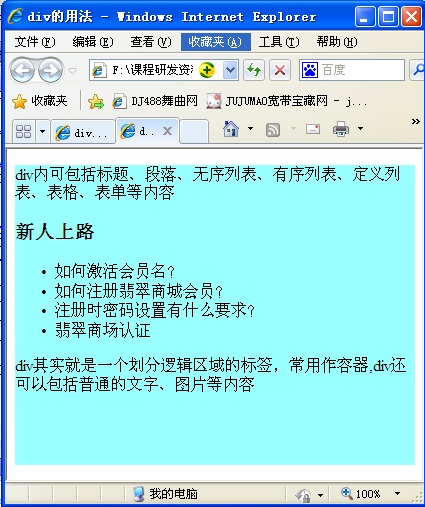 div的用法 - Windows Internet Explorer
文件(F) 编辑(E) 查看(V) 收藏夹(A) 工具(T) 帮助(H)
F:\课程研发资 百度
收藏夹 DJ488舞曲网 JUJUMAO宽带宝藏网 - j...
div... d..
div内可包括标题、段落、无序列表、有序列表、定义列
表、表格、表单等内容
新人上路
• 如何激活会员名?
• 如何注册翡翠商城会员?
• 注册时密码设置有什么要求?
• 翡翠商场认证
div其实就是一个划分逻辑区域的标签，常用作容器,div还
可以包括普通的文字、图片等内容
我的电脑 100%